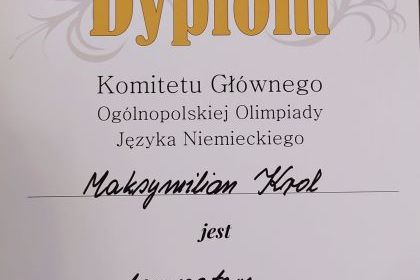 Dyplom
Komitetu Głównego
Ogólnopolskiej Olimpiady
Języka Niemieckiego
Maksymilian Krol
jest